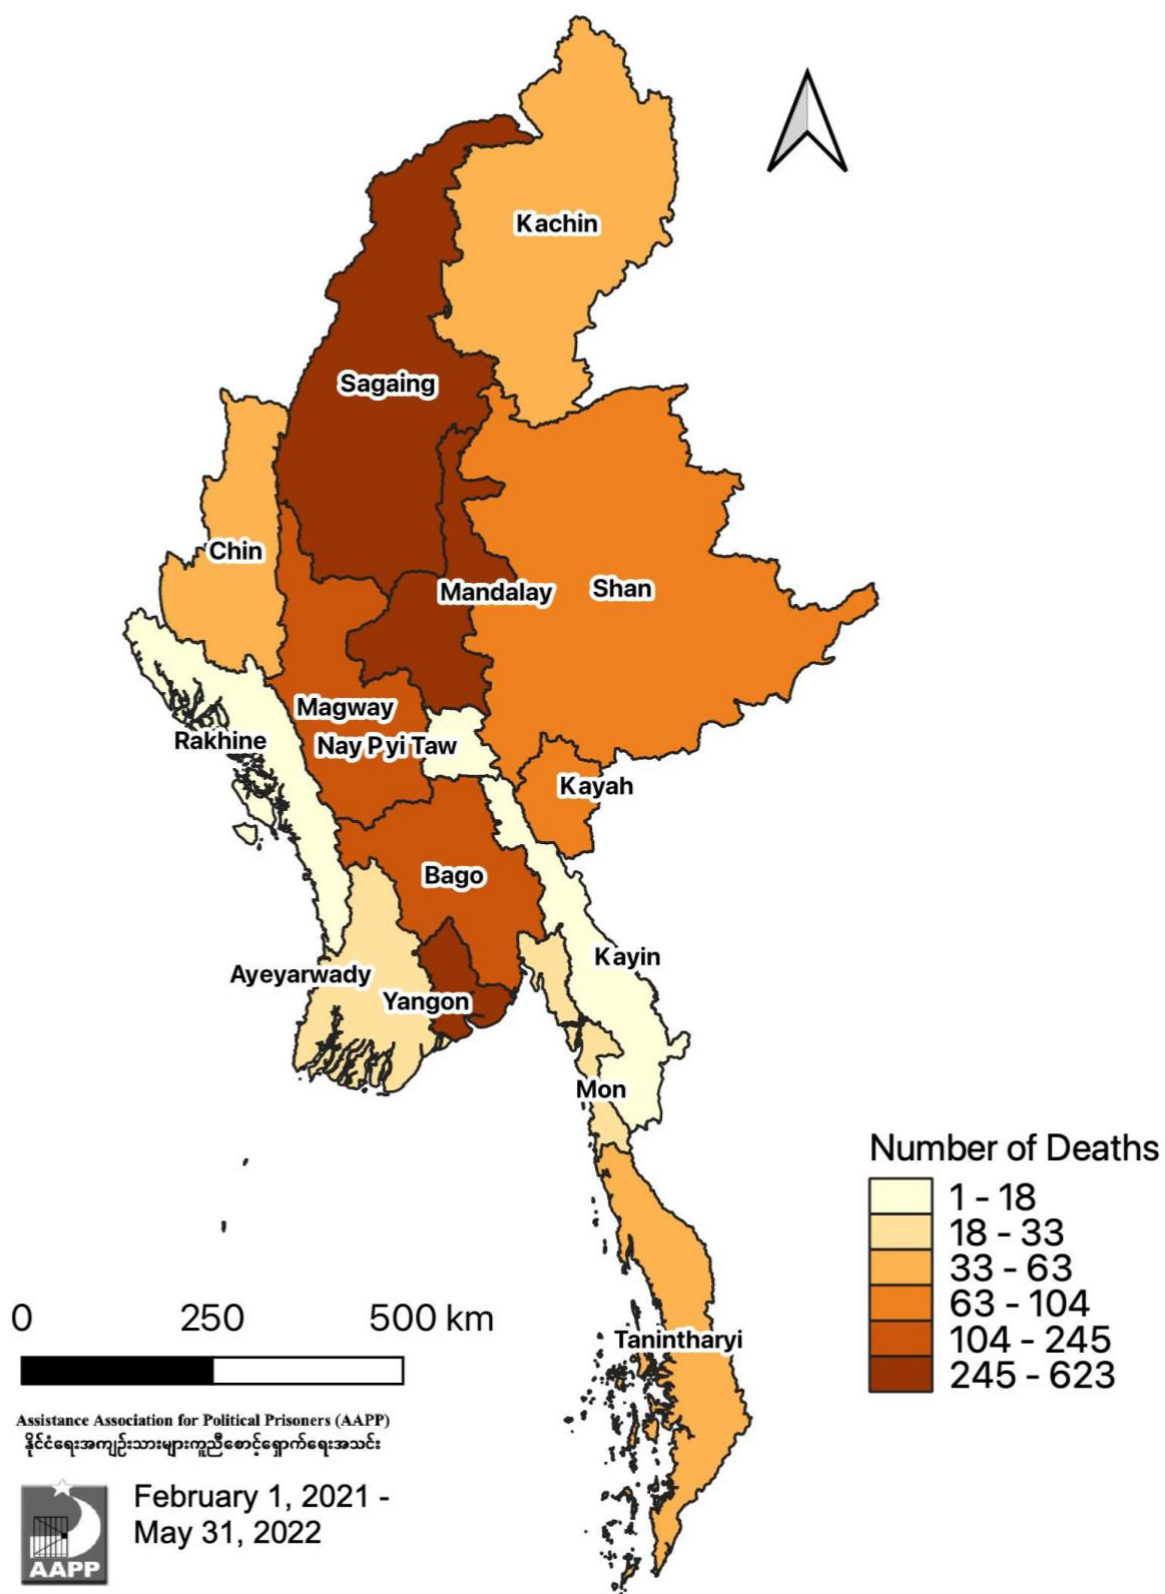 Kachin
Sagaing
Chin
Mandalay
Shan
Magway
Rakhine
Nay Pyi Taw
Kayah
Bago
Kayin
Ayeyarwady
Yangon
Mon
Number of Deaths
1 - 18
18 - 33
33 - 63
63 - 104
104 - 245
245 - 623
0 250 500 km
Tanintharyi
Assistance Association for Political Prisoners (AAPP)
နိုင်ငံရေးအကျဉ်းသားများကူညီစောင့်ရှောက်ရေးအသင်း
February 1, 2021 -
May 31, 2022
AAPP